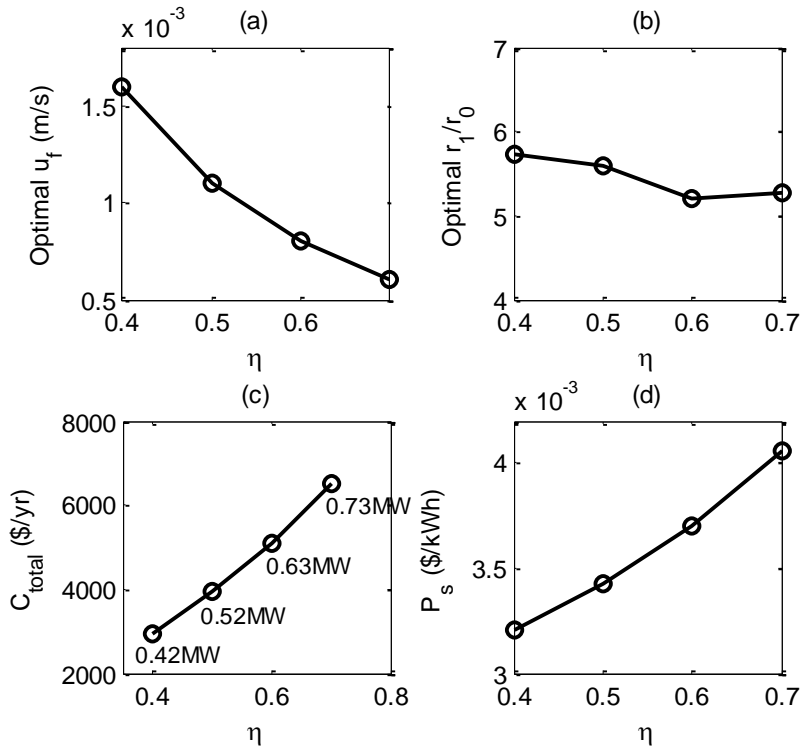 x 10^-3
(a)
1.5
1
0.5
0.4 0.5 0.6
η
Optimal u_f (m/s)
(b)
7
6
5
4
0.4 0.5 0.6 0.7
η
Optimal r_1/r_0
(c)
8000
6000
4000
2000
0.4 0.6 0.8
η
C_total ($/yr)
0.73MW
0.63MW
0.52MW
0.42MW
x 10^-3
(d)
4
3.5
3
0.4 0.5 0.6 0.7
η
P_s ($/kWh)